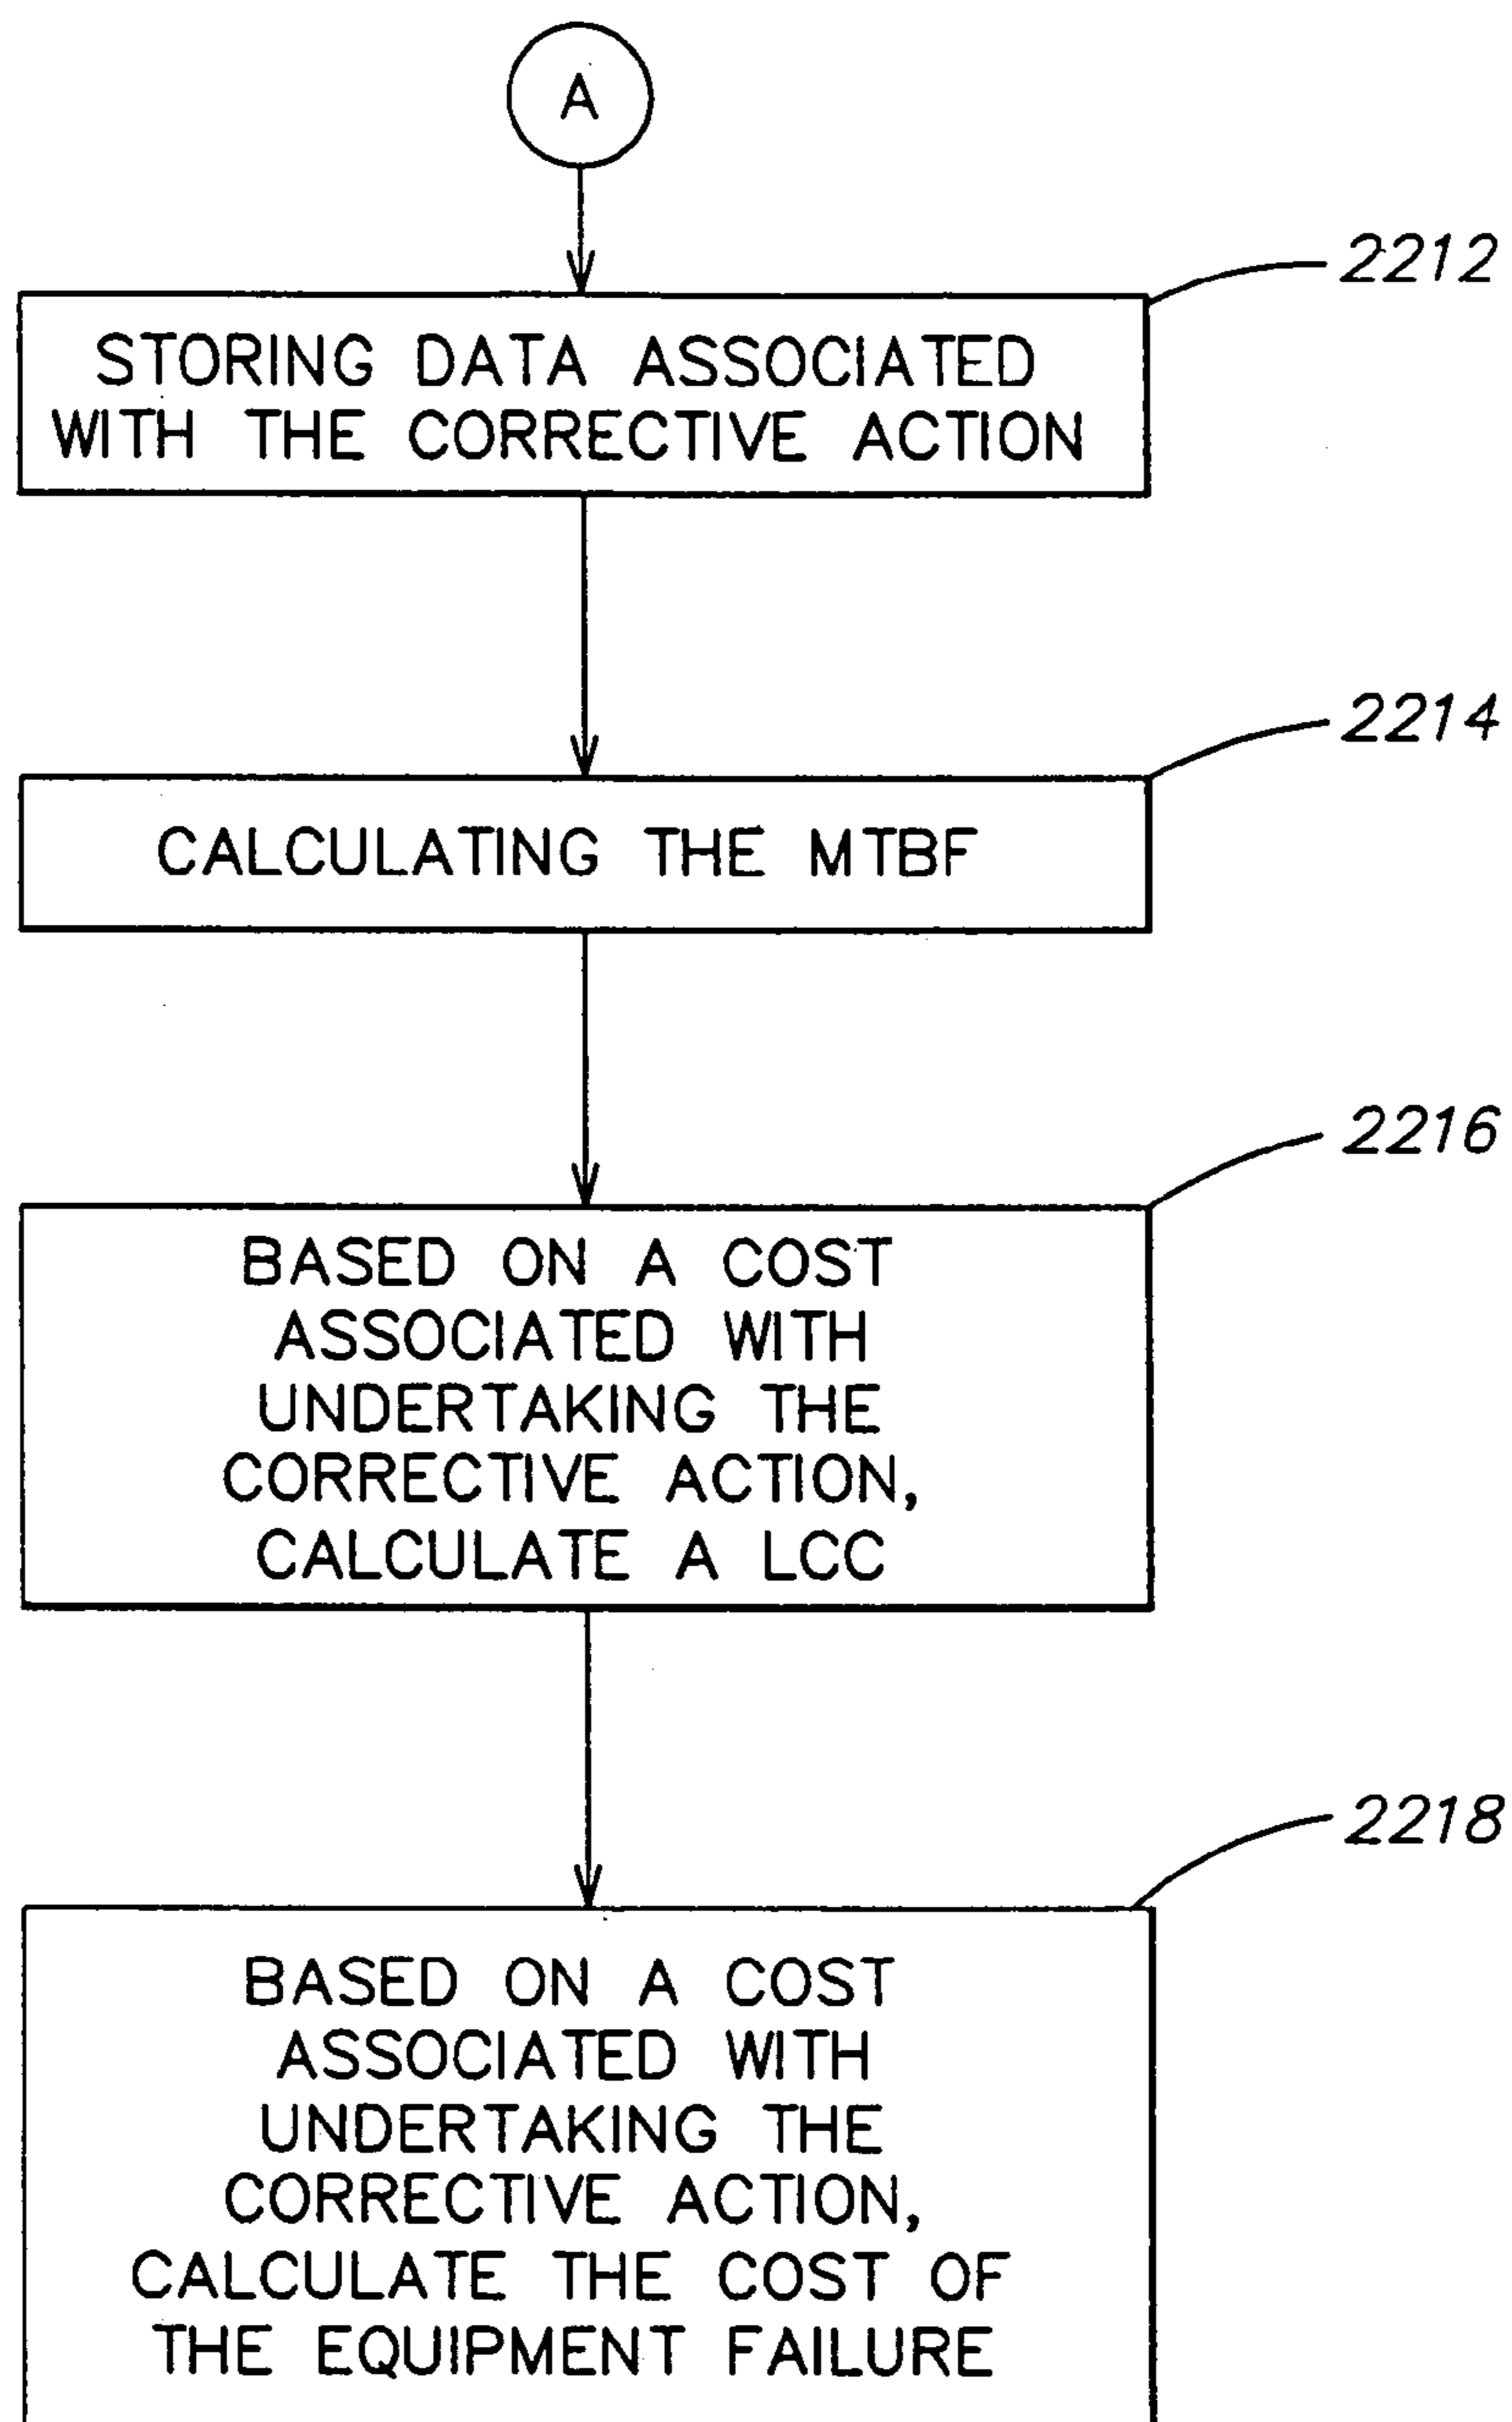 A
2212
STORING DATA ASSOCIATED
WITH THE CORRECTIVE ACTION
2214
CALCULATING THE MTBF
2216
BASED ON A COST
ASSOCIATED WITH
UNDERTAKING THE
CORRECTIVE ACTION,
CALCULATE A LCC
2218
BASED ON A COST
ASSOCIATED WITH
UNDERTAKING THE
CORRECTIVE ACTION,
CALCULATE THE COST OF
THE EQUIPMENT FAILURE